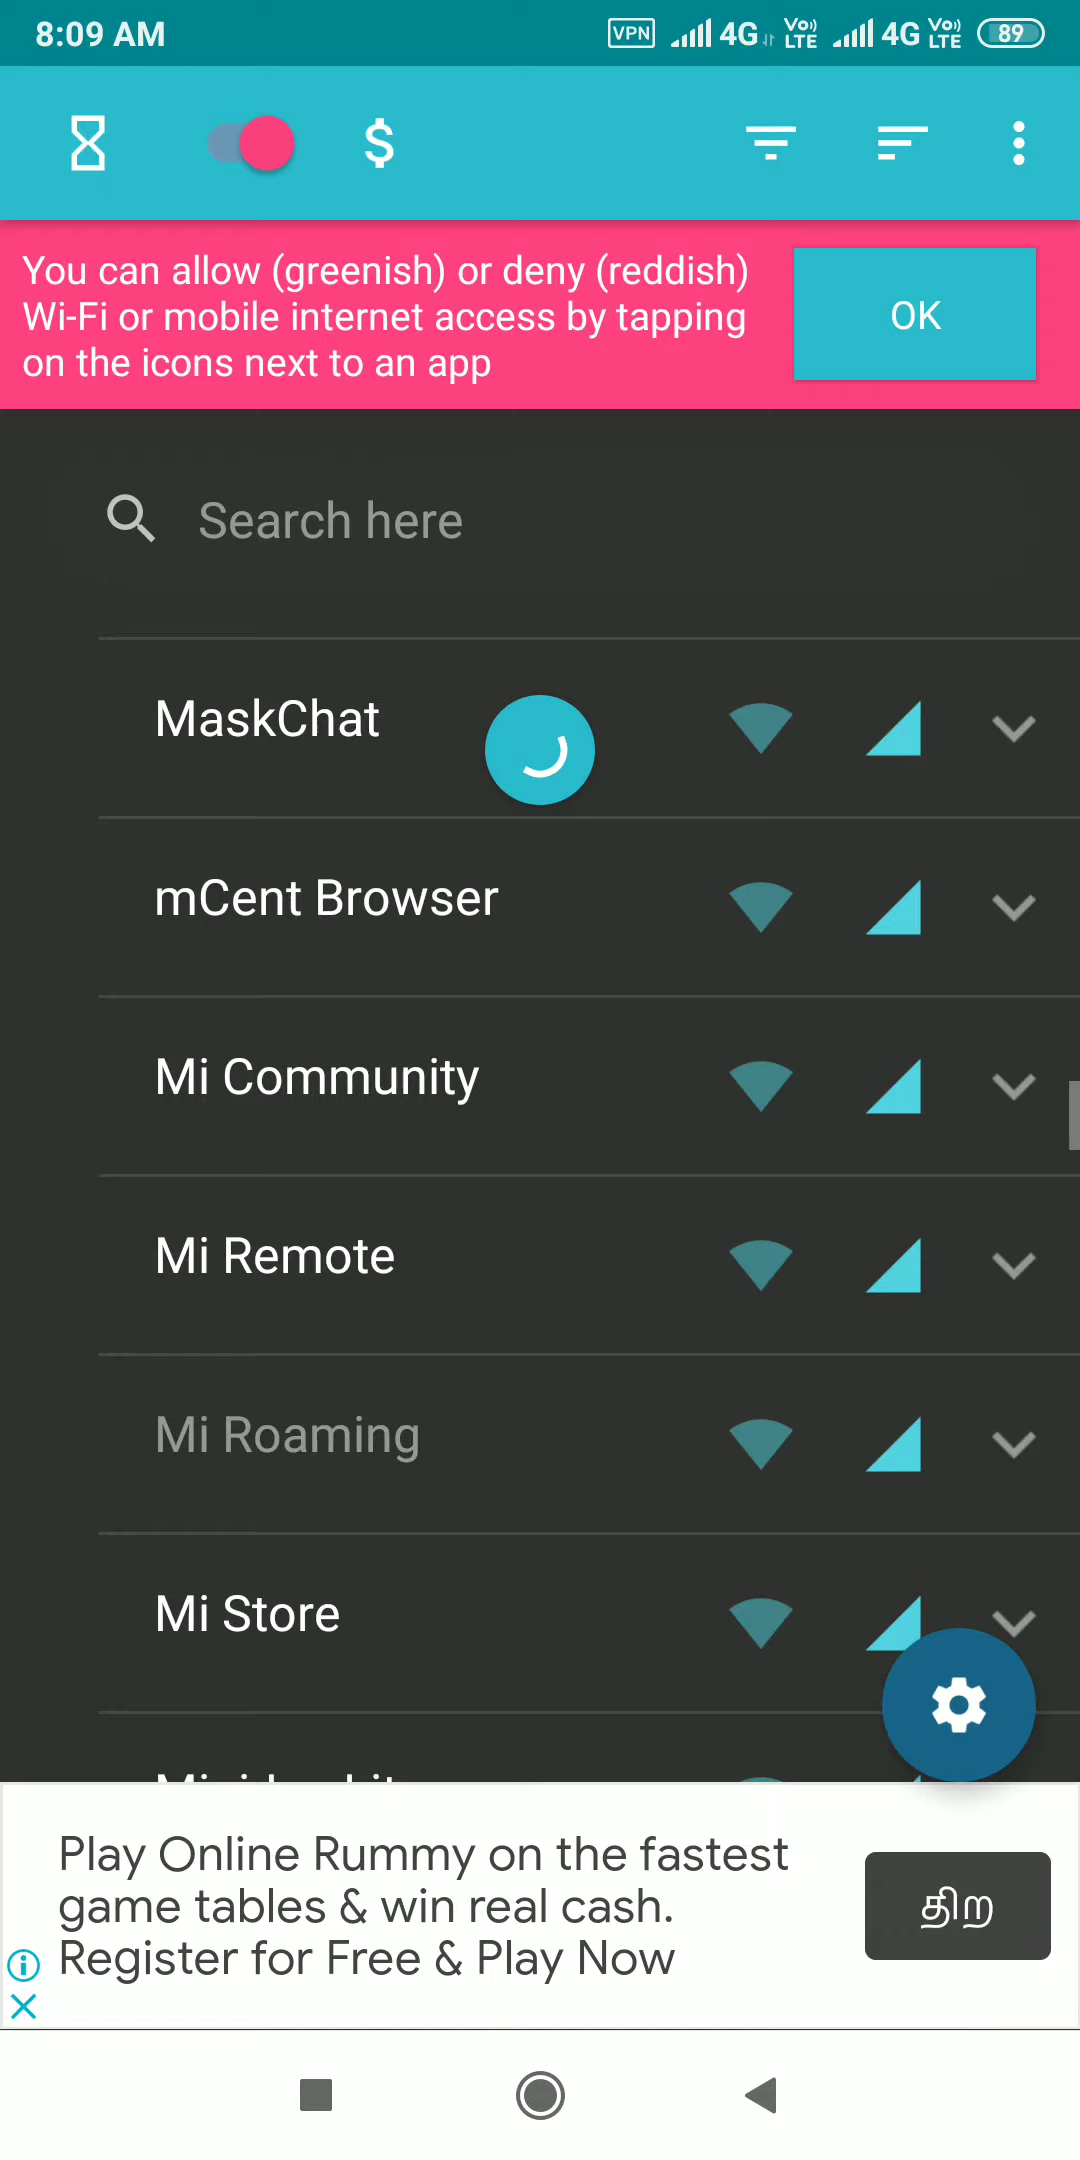 8:09 AM
VPN 4G Vo) LTE 4G Vo) LTE 89
$
You can allow (greenish) or deny (reddish)
Wi-Fi or mobile internet access by tapping
on the icons next to an app
OK
Search here
MaskChat
mCent Browser
Mi Community
Mi Remote
Mi Roaming
Mi Store
Play Online Rummy on the fastest
game tables & win real cash.
Register for Free & Play Now
திற